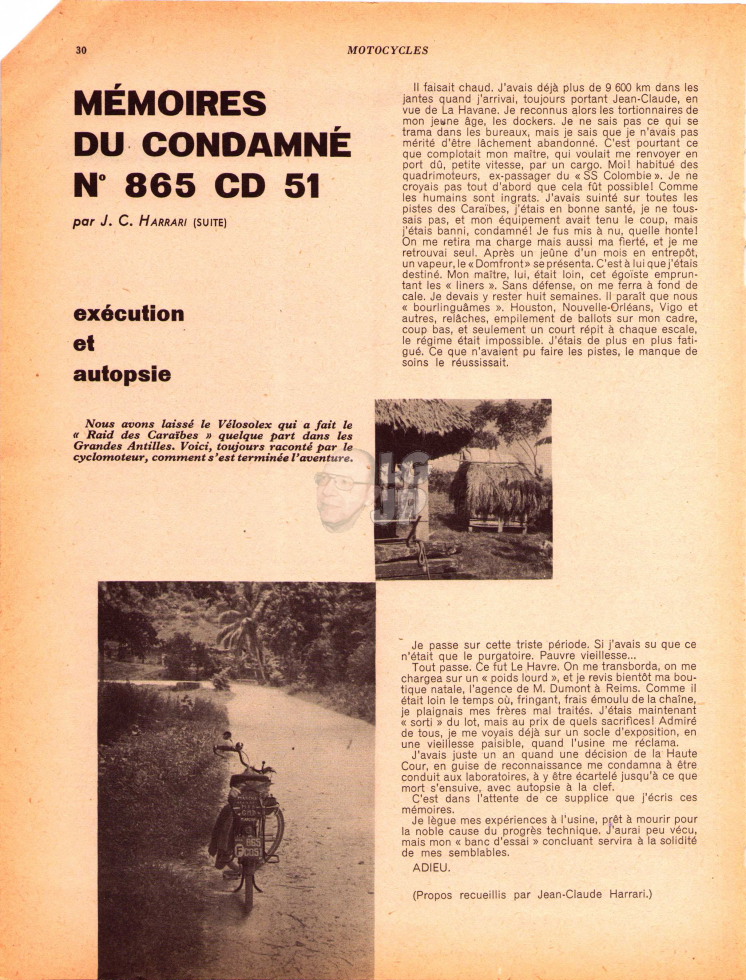 30
MOTOCYCLES
MÉMOIRES
DU CONDAMNÉ
N° 865 CD 51
par J. C. HARRARI (SUITE)
exécution
et
autopsie
Nous avons laissé le Vélosolex qui a fait le
« Raid des Caraïbes » quelque part dans les
Grandes Antilles. Voici, toujours raconté par le
cyclomoteur, comment s'est terminée l'aventure.
Il faisait chaud. J'avais déjà plus de 9 600 km dans les
jantes quand j'arrivai, toujours portant Jean-Claude, en
vue de La Havane. Je reconnus alors les tortionnaires de
mon jeune âge, les dockers. Je ne sais pas ce qui se
trama dans les bureaux, mais je sais que je n'avais pas
mérité d'être lâchement abandonné. C'est pourtant ce
que complotait mon maître, qui voulait me renvoyer en
port dû, petite vitesse, par un cargo. Moi! habitué des
quadrimoteurs, ex-passager du « SS Colombie ». Je ne
croyais pas tout d'abord que cela fût possible! Comme
les humains sont ingrats. J'avais suinté sur toutes les
pistes des Caraïbes, j'étais en bonne santé, je ne tous-
sais pas, et mon équipement avait tenu le coup, mais
j'étais banni, condamné! Je fus mis à nu, quelle honte!
On me retira ma charge mais aussi ma fierté, et je me
retrouvai seul. Après un jeûne d'un mois en entrepôt,
un vapeur, le « Domfront » se présenta. C'est à lui que j'étais
destiné. Mon maître, lui, était loin, cet égoïste emprun-
tant les « liners ». Sans défense, on me ferra à fond de
cale. Je devais y rester huit semaines. Il paraît que nous
« bourlinguâmes ». Houston, Nouvelle-Orléans, Vigo et
autres, relâches, empilement de ballots sur mon cadre,
coup bas, et seulement un court répit à chaque escale,
le régime était impossible. J'étais de plus en plus fati-
gué. Ce que n'avaient pu faire les pistes, le manque de
soins le réussissait.
Je passe sur cette triste période. Si j'avais su que ce
n'était que le purgatoire. Pauvre vieillesse...
Tout passe. Ce fut Le Havre. On me transborda, on me
chargea sur un « poids lourd », et je revis bientôt ma bou-
tique natale, l'agence de M. Dumont à Reims. Comme il
était loin le temps où, fringant, frais émoulu de la chaîne,
je plaignais mes frères mal traités. J'étais maintenant
« sorti » du lot, mais au prix de quels sacrifices! Admiré
de tous, je me voyais déjà sur un socle d'exposition, en
une vieillesse paisible, quand l'usine me réclama.
J'avais juste un an quand une décision de la Haute
Cour, en guise de reconnaissance me condamna à être
conduit aux laboratoires, à y être écartelé jusqu'à ce que
mort s'ensuive, avec autopsie à la clef.
C'est dans l'attente de ce supplice que j'écris ces
mémoires.
Je lègue mes expériences à l'usine, prêt à mourir pour
la noble cause du progrès technique. J'aurai peu vécu,
mais mon « banc d'essai » concluant servira à la solidité
de mes semblables.
ADIEU.
(Propos recueillis par Jean-Claude Harrari.)